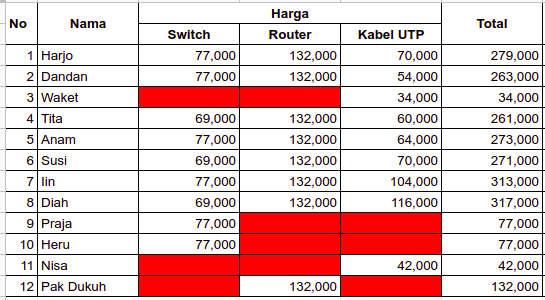 No Nama Harga Total
Switch Router Kabel UTP
1 Harjo 77,000 132,000 70,000 279,000
2 Dandan 77,000 132,000 54,000 263,000
3 Waket 34,000 34,000
4 Tita 69,000 132,000 60,000 261,000
5 Anam 77,000 132,000 64,000 273,000
6 Susi 69,000 132,000 70,000 271,000
7 Iin 77,000 132,000 104,000 313,000
8 Diah 69,000 132,000 116,000 317,000
9 Praja 77,000 77,000
10 Heru 77,000 77,000
11 Nisa 42,000 42,000
12 Pak Dukuh 132,000 132,000